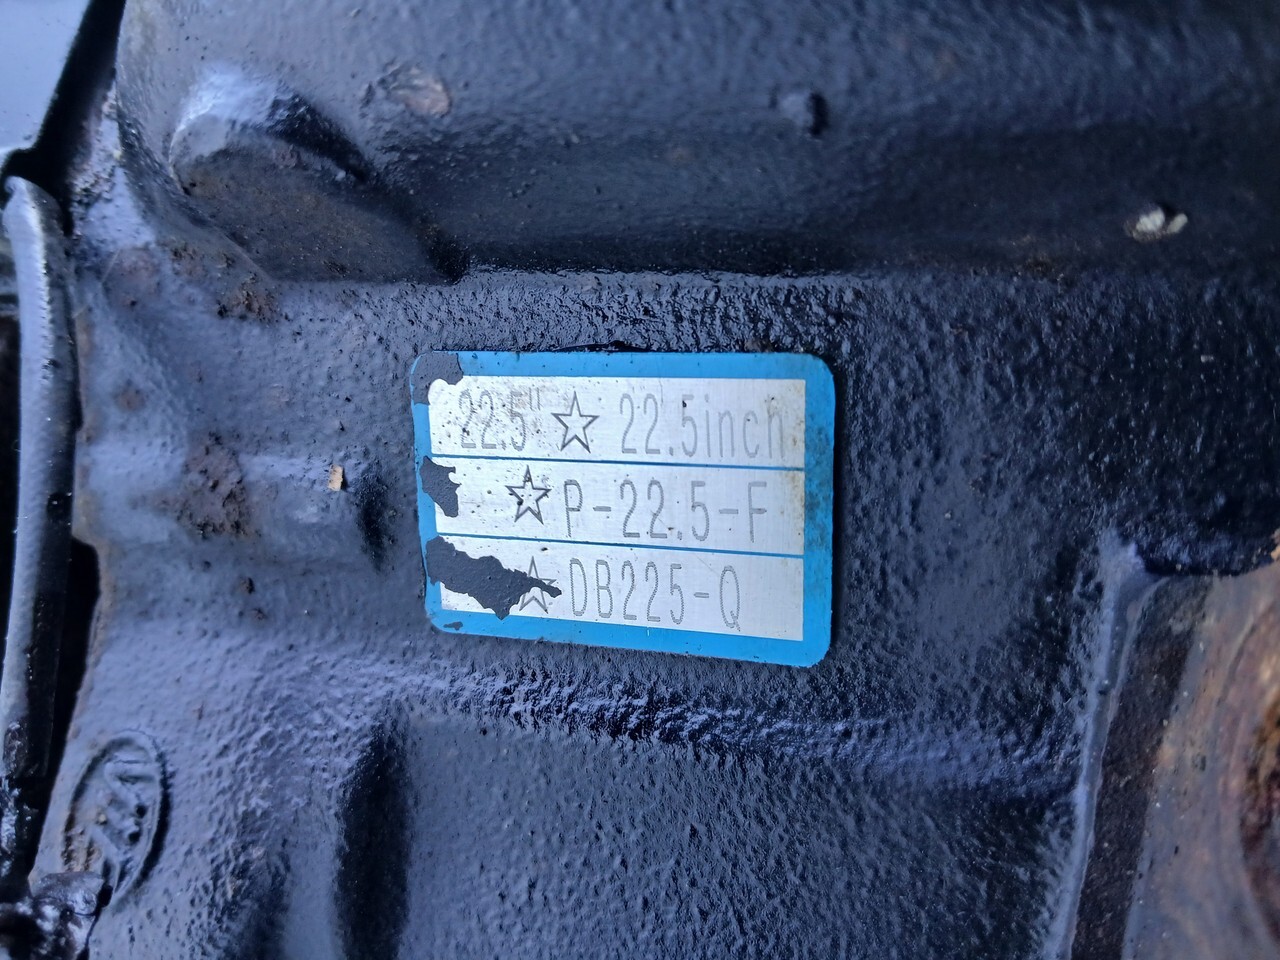 22.5" ☆ 22.5inch
☆ P-22.5-F
☆ DB225-Q